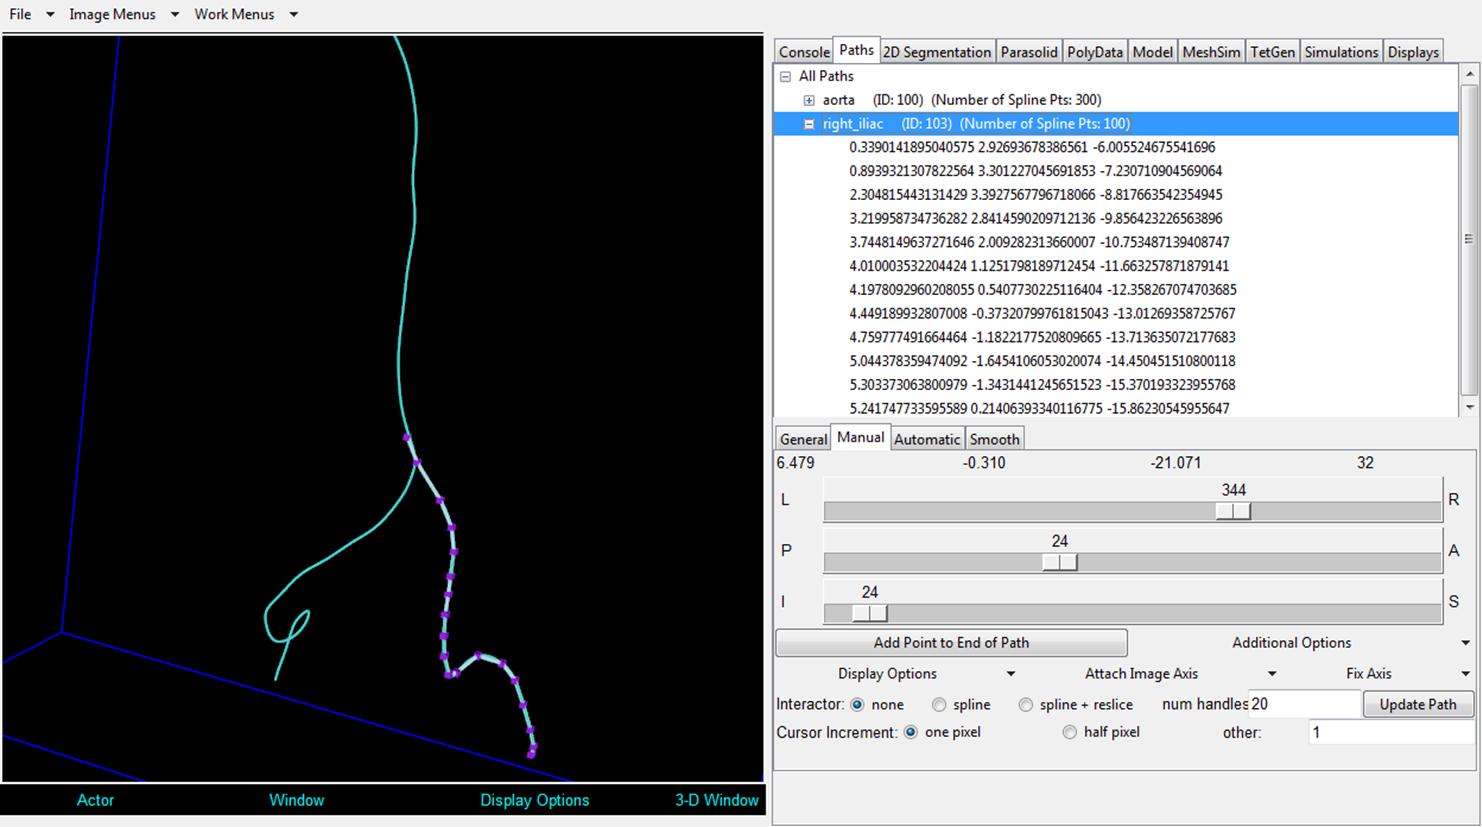 File Image Menus Work Menus
Console Paths 2D Segmentation Parasolid PolyData Model MeshSim TetGen Simulations Displays
All Paths
aorta (ID: 100) (Number of Spline Pts: 300)
right_iliac (ID: 103) (Number of Spline Pts: 100)
0.3390141895040575 2.92693678386561 -6.005524675541696
0.8939321307822564 3.301227045691853 -7.230710904569064
2.304815443131429 3.3927567796718066 -8.817663542354945
3.219958734736282 2.8414590209712136 -9.856423226563896
3.7448149637271646 2.009282313660007 -10.753487139408747
4.010003532204424 1.1251798189712454 -11.663257871879141
4.1978092960208055 0.5407730225116404 -12.358267074703685
4.449189932807008 -0.37320799761815043 -13.01269358725767
4.759777491664464 -1.1822177520809665 -13.713635072177683
5.044378359474092 -1.6454106053020074 -14.450451510800118
5.303373063800979 -1.3431441245651523 -15.370193323955768
5.241747733595589 0.21406393340116775 -15.86230545955647
General Manual Automatic Smooth
6.479 -0.310 -21.071 32
344
L R
24
P A
24
I S
Add Point to End of Path Additional Options
Display Options Attach Image Axis Fix Axis
Interactor: none spline spline + reslice num handles 20 Update Path
Cursor Increment: one pixel half pixel other: 1
Actor Window Display Options 3-D Window